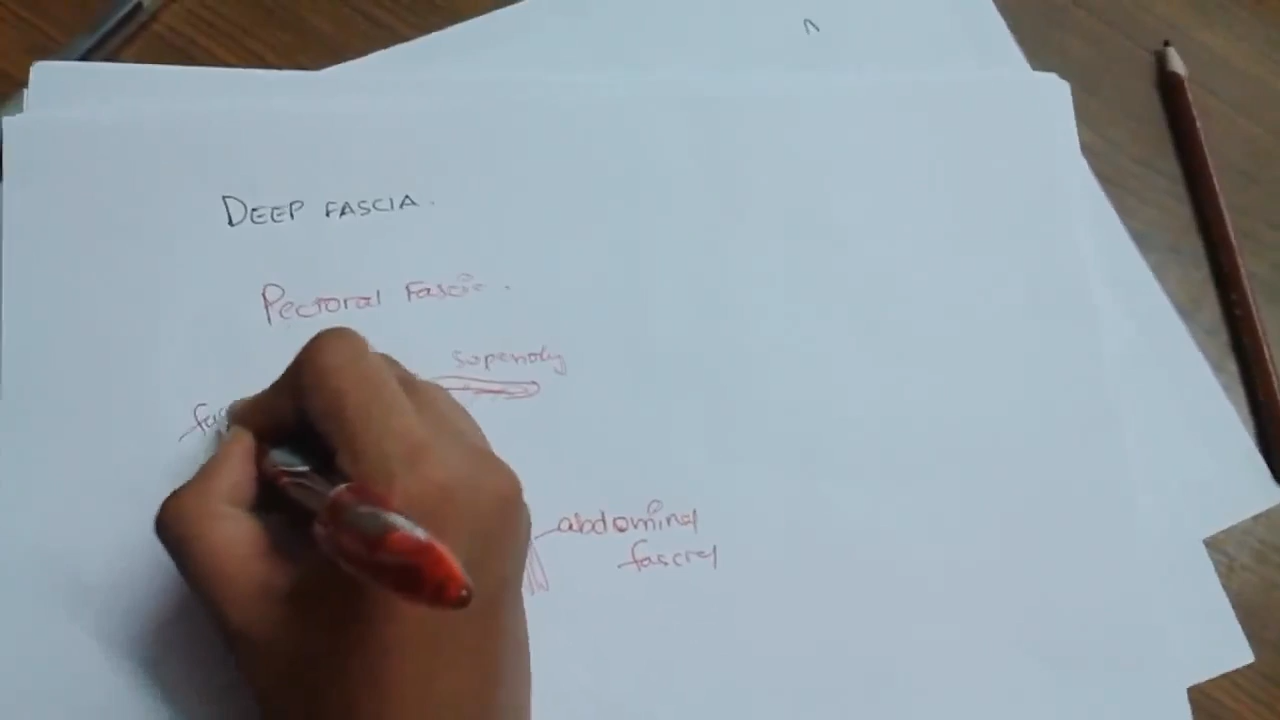 DEEP FASCIA.
Pectoral Fascia.
superiorly
abdominal
fascia